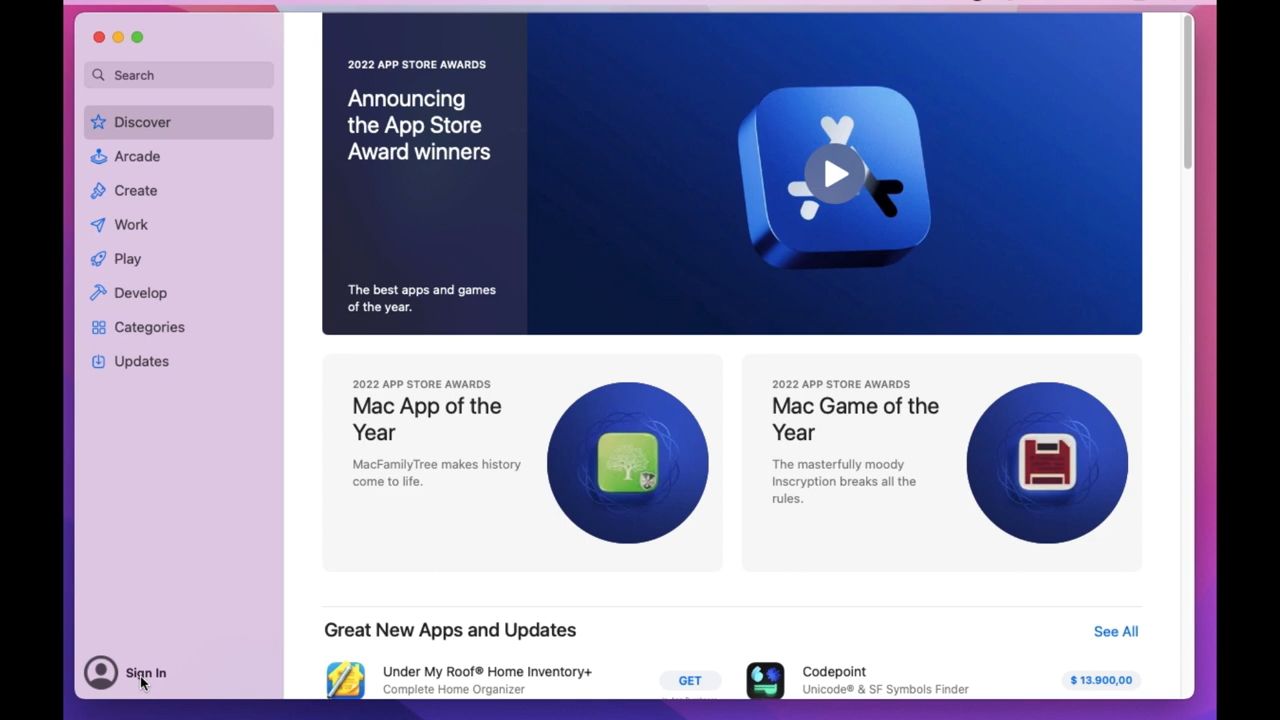 Search
Discover
Arcade
Create
Work
Play
Develop
Categories
Updates
Sign In
2022 APP STORE AWARDS
Announcing
the App Store
Award winners
The best apps and games
of the year.
2022 APP STORE AWARDS
Mac App of the
Year
MacFamilyTree makes history
come to life.
2022 APP STORE AWARDS
Mac Game of the
Year
The masterfully moody
Inscryption breaks all the
rules.
Great New Apps and Updates
See All
Under My Roof® Home Inventory+
Complete Home Organizer
GET
Codepoint
Unicode® & SF Symbols Finder
$ 13.900,00